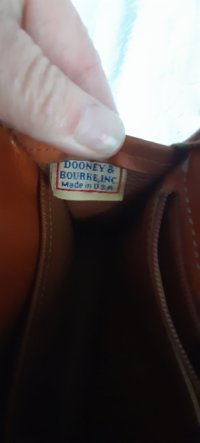 DOONEY &
BOURKE, INC.
Made in U.S.A.